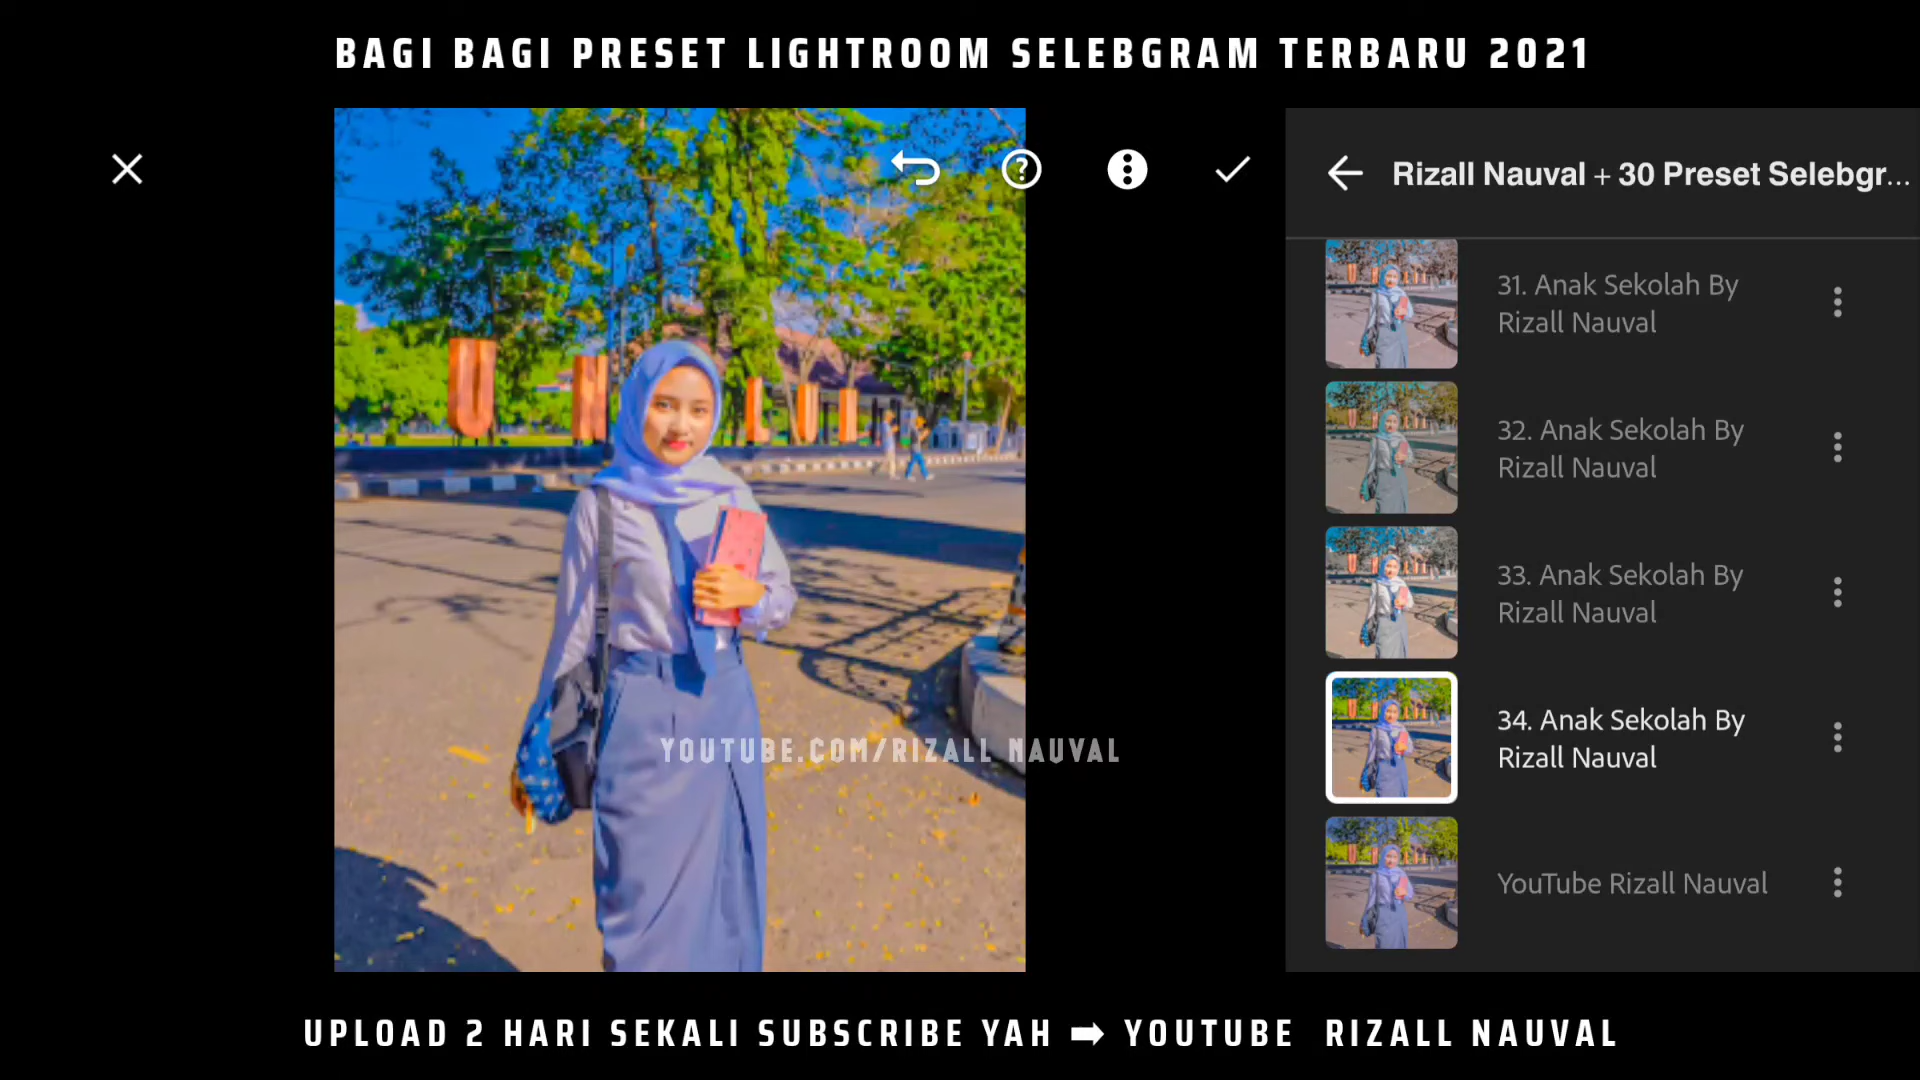 BAGI BAGI PRESET LIGHTROOM SELEBGRAM TERBARU 2021
Rizall Nauval + 30 Preset Selebgr...
31. Anak Sekolah By
Rizall Nauval
32. Anak Sekolah By
Rizall Nauval
33. Anak Sekolah By
Rizall Nauval
34. Anak Sekolah By
Rizall Nauval
YouTube Rizall Nauval
YOUTUBE.COM/RIZALL NAUVAL
UPLOAD 2 HARI SEKALI SUBSCRIBE YAH ➡ YOUTUBE RIZALL NAUVAL